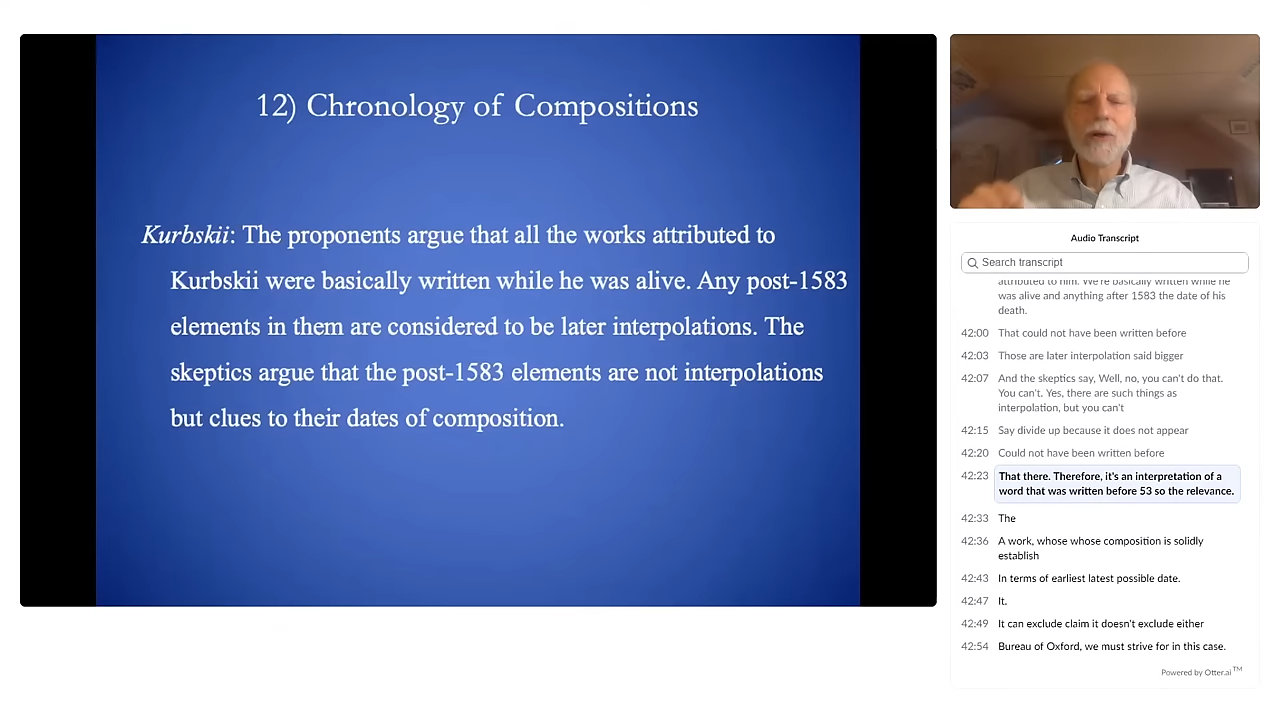 12) Chronology of Compositions
Kurbskii: The proponents argue that all the works attributed to
Kurbskii were basically written while he was alive. Any post-1583
elements in them are considered to be later interpolations. The
skeptics argue that the post-1583 elements are not interpolations
but clues to their dates of composition.
Audio Transcript
Search transcript
attributed to him. We're basically written while he
was alive and anything after 1583 the date of his
death.
42:00 That could not have been written before
42:03 Those are later interpolation said bigger
42:07 And the skeptics say, Well, no, you can't do that.
You can't. Yes, there are such things as
interpolation, but you can't
42:15 Say divide up because it does not appear
42:20 Could not have been written before
42:23 That there. Therefore, it's an interpretation of a
word that was written before 53 so the relevance.
42:33 The
42:36 A work, whose whose composition is solidly
establish
42:43 In terms of earliest latest possible date.
42:47 It.
42:49 It can exclude claim it doesn't exclude either
42:54 Bureau of Oxford, we must strive for in this case.
Powered by Otter.ai TM